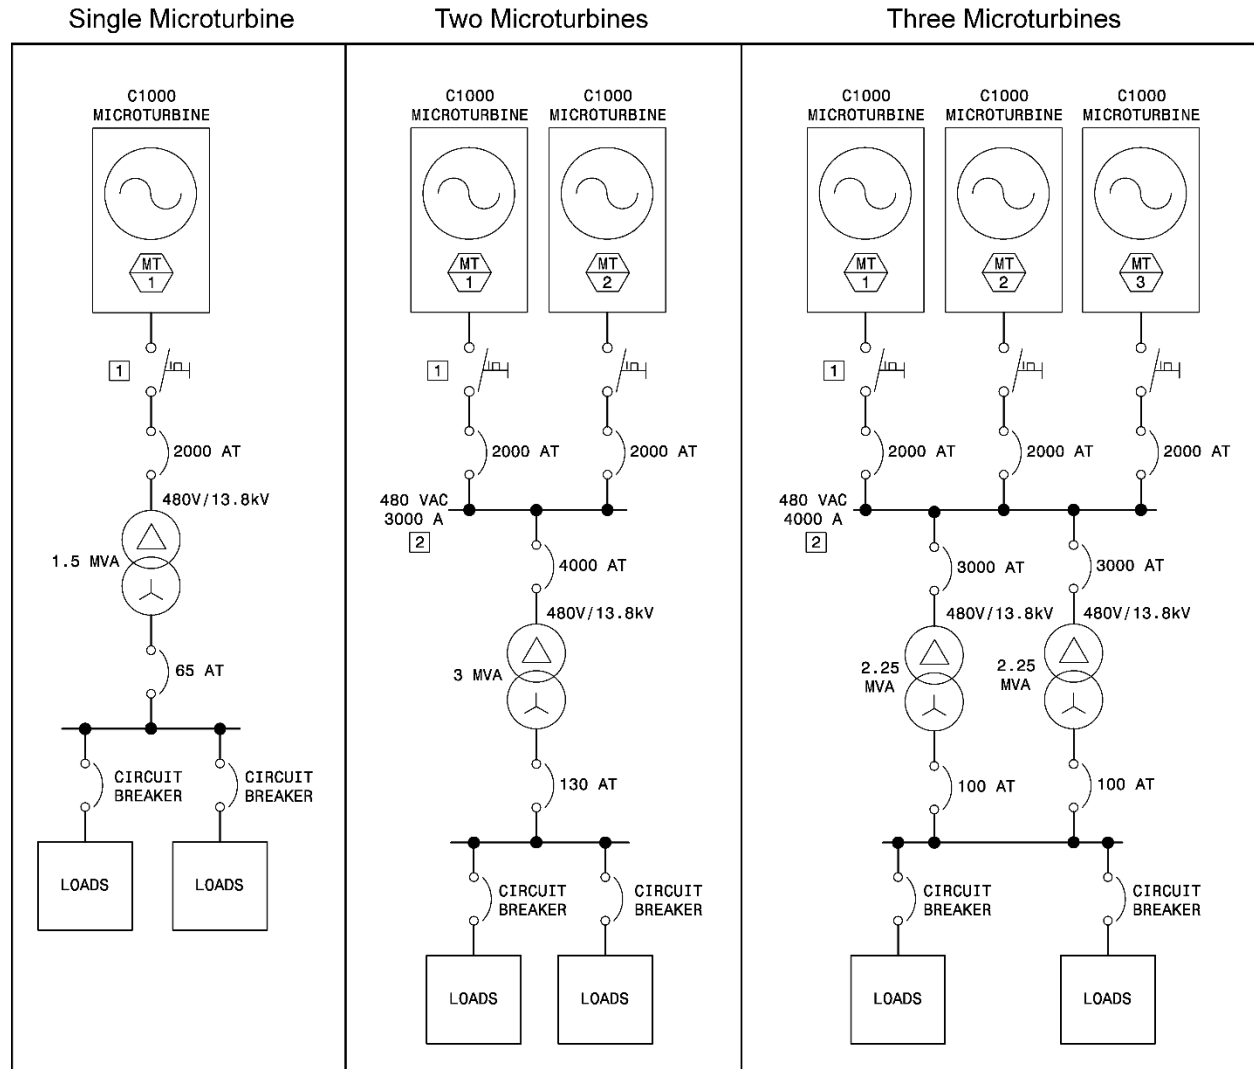 Single Microturbine
Two Microturbines
Three Microturbines
C1000
MICROTURBINE
MT
1
1
2000 AT
480V/13.8kV
1.5 MVA
65 AT
CIRCUIT
BREAKER
CIRCUIT
BREAKER
LOADS
LOADS
C1000
MICROTURBINE
C1000
MICROTURBINE
MT
1
MT
2
1
2000 AT
2000 AT
480 VAC
3000 A
2
4000 AT
480V/13.8kV
3 MVA
130 AT
CIRCUIT
BREAKER
CIRCUIT
BREAKER
LOADS
LOADS
C1000
MICROTURBINE
C1000
MICROTURBINE
C1000
MICROTURBINE
MT
1
MT
2
MT
3
1
2000 AT
2000 AT
2000 AT
480 VAC
4000 A
2
3000 AT
3000 AT
480V/13.8kV
480V/13.8kV
2.25
MVA
2.25
MVA
100 AT
100 AT
CIRCUIT
BREAKER
CIRCUIT
BREAKER
LOADS
LOADS